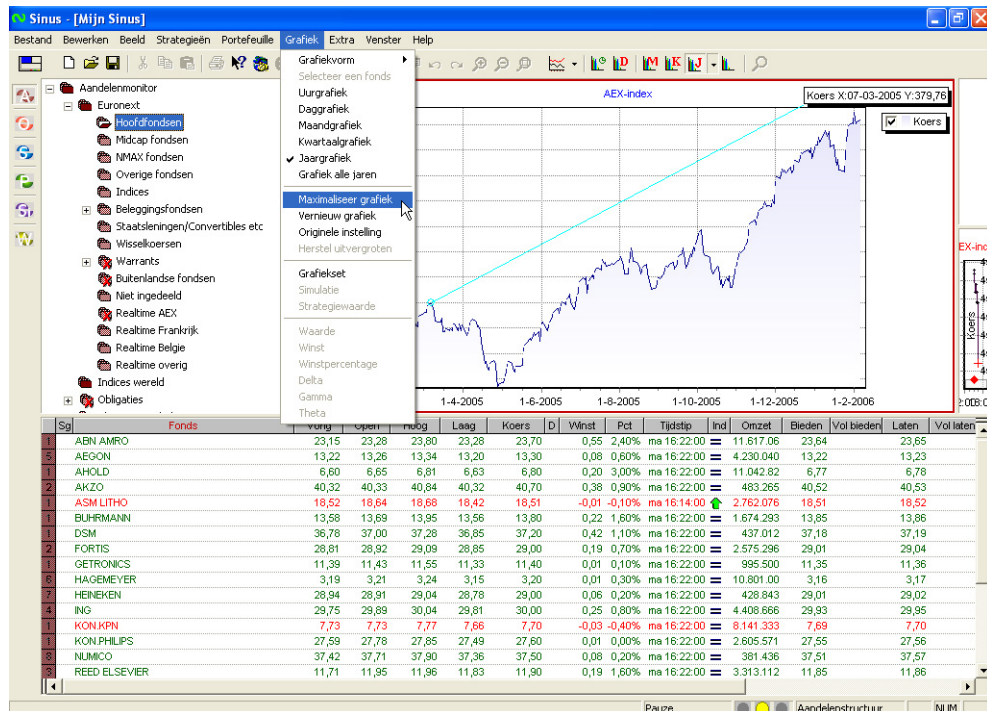 Sinus - [Mijn Sinus]
Bestand Bewerken Beeld Strategieën Portefeuille Grafiek Extra Venster Help
Grafiekvorm
Selecteer een fonds
Uurgrafiek
Daggrafiek
Maandgrafiek
Kwartaalgrafiek
Jaargrafiek
Grafiek alle jaren
Maximaliseer grafiek
Vernieuw grafiek
Originele instelling
Herstel uitvergroten
Grafiekset
Simulatie
Strategiewaarde
Waarde
Winst
Winstpercentage
Delta
Gamma
Theta
Aandelenmonitor
Euronext
Hoofdfondsen
Midcap fondsen
NMAX fondsen
Overige fondsen
Indices
Beleggingsfondsen
Staatsleningen/Convertibles etc
Wisselkoersen
Warrants
Buitenlandse fondsen
Niet ingedeeld
Realtime AEX
Realtime Frankrijk
Realtime Belgie
Realtime overig
Indices wereld
Obligaties
AEX-index
Koers X:07-03-2005 Y:379,76
Koers
1-4-2005 1-6-2005 1-8-2005 1-10-2005 1-12-2005 1-2-2006
Koers
Sg Fonds Vorig Open Hoog Laag Koers D Winst Pct Tijdstip Ind Omzet Bieden Vol bieden Laten Vol laten
1 ABN AMRO 23,15 23,28 23,80 23,28 23,70 0,55 2,40% ma 16:22:00 11.617.06 23,64 23,65
5 AEGON 13,22 13,26 13,34 13,20 13,30 0,08 0,60% ma 16:22:00 4.230.040 13,22 13,23
1 AHOLD 6,60 6,65 6,81 6,63 6,80 0,20 3,00% ma 16:22:00 11.042.82 6,77 6,78
2 AKZO 40,32 40,33 40,84 40,32 40,70 0,38 0,90% ma 16:22:00 483.265 40,52 40,53
1 ASM LITHO 18,52 18,64 18,68 18,42 18,51 -0,01 -0,10% ma 16:14:00 2.762.076 18,51 18,52
1 BUHRMANN 13,58 13,69 13,95 13,56 13,80 0,22 1,60% ma 16:22:00 1.674.293 13,85 13,86
1 DSM 36,78 37,00 37,28 36,85 37,20 0,42 1,10% ma 16:22:00 437.012 37,18 37,19
2 FORTIS 28,81 28,92 29,09 28,85 29,00 0,19 0,70% ma 16:22:00 2.575.296 29,01 29,04
1 GETRONICS 11,39 11,43 11,55 11,33 11,40 0,01 0,10% ma 16:22:00 995.500 11,35 11,36
6 HAGEMEYER 3,19 3,21 3,24 3,15 3,20 0,01 0,30% ma 16:22:00 10.801.00 3,16 3,17
7 HEINEKEN 28,94 28,91 29,04 28,78 29,00 0,06 0,20% ma 16:22:00 428.843 29,01 29,02
4 ING 29,75 29,89 30,04 29,81 30,00 0,25 0,80% ma 16:22:00 4.408.666 29,93 29,95
1 KON.KPN 7,73 7,73 7,77 7,66 7,70 -0,03 -0,40% ma 16:22:00 8.141.333 7,69 7,70
1 KON.PHILIPS 27,59 27,78 27,85 27,49 27,60 0,01 0,00% ma 16:22:00 2.605.571 27,55 27,56
8 NUMICO 37,42 37,71 37,90 37,36 37,50 0,08 0,20% ma 16:22:00 381.436 37,51 37,57
3 REED ELSEVIER 11,71 11,95 11,96 11,83 11,90 0,19 1,60% ma 16:22:00 3.313.112 11,85 11,86
Pauze Aandelenstructuur NUM